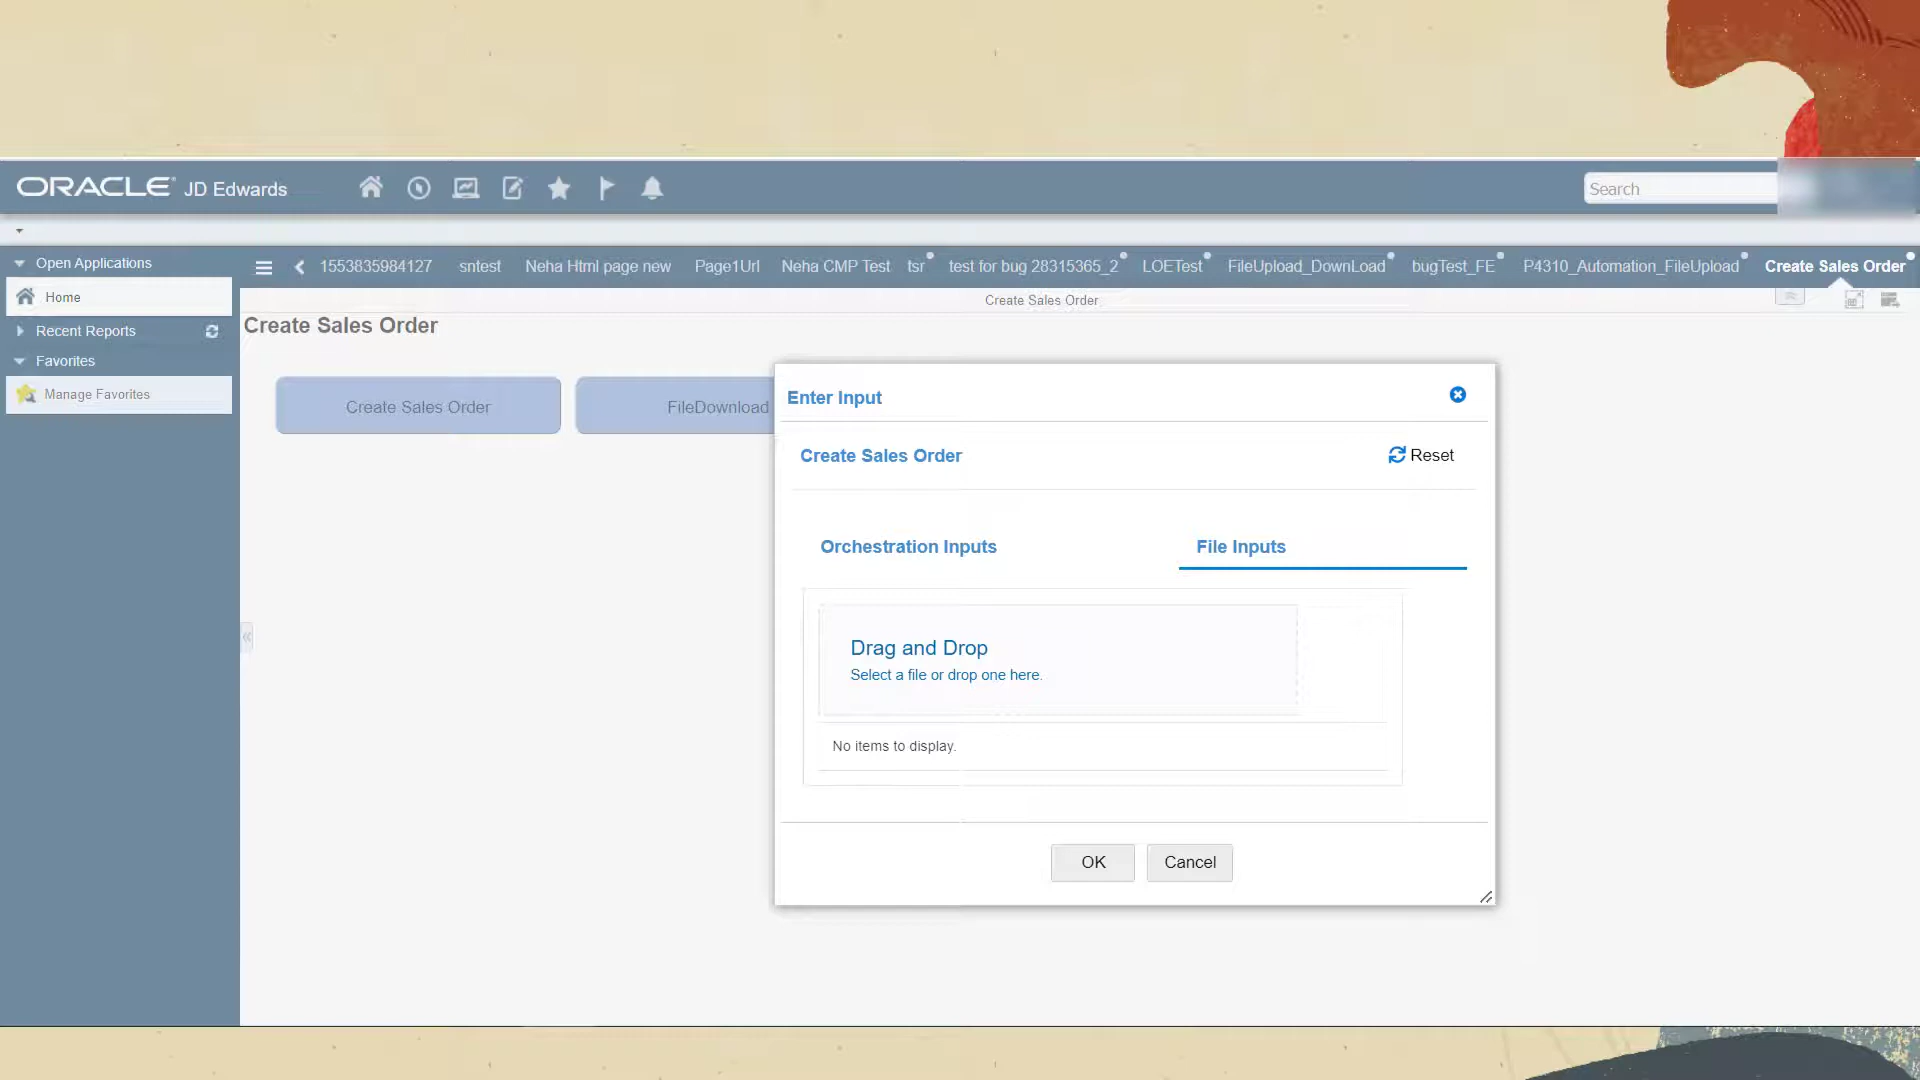 ORACLE JD Edwards
Search
Open Applications
Home
Recent Reports
Favorites
Manage Favorites
1553835984127 sntest Neha Html page new Page1Url Neha CMP Test tsr test for bug 28315365_2 LOETest FileUpload_DownLoad bugTest_FE P4310_Automation_FileUpload Create Sales Order
Create Sales Order
Create Sales Order
Create Sales Order
FileDownload
Enter Input
Create Sales Order
Reset
Orchestration Inputs
File Inputs
Drag and Drop
Select a file or drop one here.
No items to display.
OK
Cancel